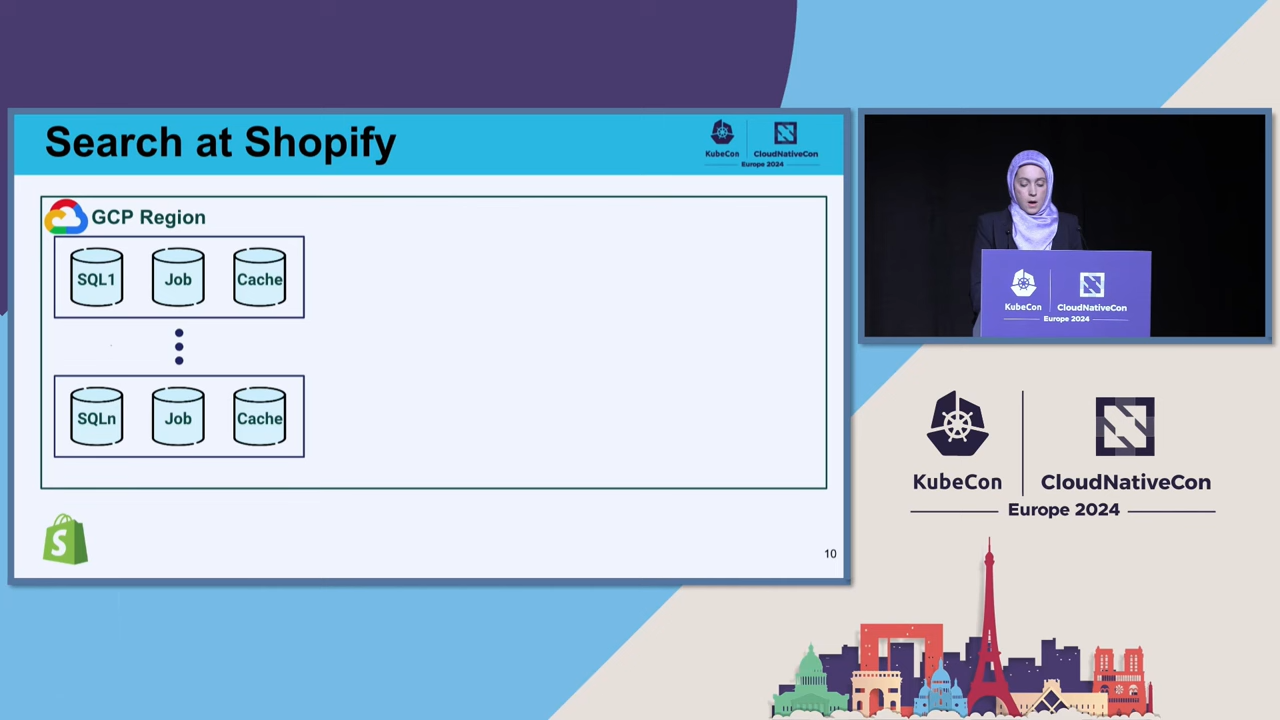 Search at Shopify
KubeCon
CloudNativeCon
Europe 2024
GCP Region
SQL1
Job
Cache
SQLn
Job
Cache
S
10
KubeCon
CloudNativeCon
Europe 2024
KubeCon
CloudNativeCon
Europe 2024